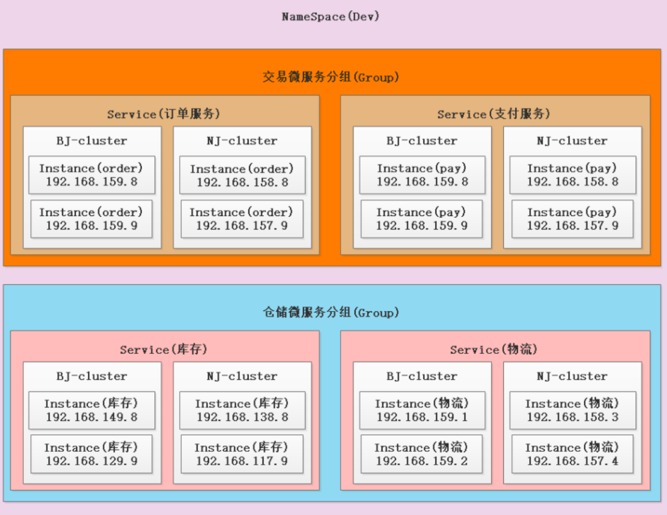 NameSpace(Dev)
交易微服务分组(Group)
Service(订单服务)
BJ-cluster
Instance(order)
192.168.159.8
Instance(order)
192.168.159.9
NJ-cluster
Instance(order)
192.168.158.8
Instance(order)
192.168.157.9
Service(支付服务)
BJ-cluster
Instance(pay)
192.168.159.8
Instance(pay)
192.168.159.9
NJ-cluster
Instance(pay)
192.168.158.8
Instance(pay)
192.168.157.9
仓储微服务分组(Group)
Service(库存)
BJ-cluster
Instance(库存)
192.168.149.8
Instance(库存)
192.168.129.9
NJ-cluster
Instance(库存)
192.168.138.8
Instance(库存)
192.168.117.9
Service(物流)
BJ-cluster
Instance(物流)
192.168.159.1
Instance(物流)
192.168.159.2
NJ-cluster
Instance(物流)
192.168.158.3
Instance(物流)
192.168.157.4